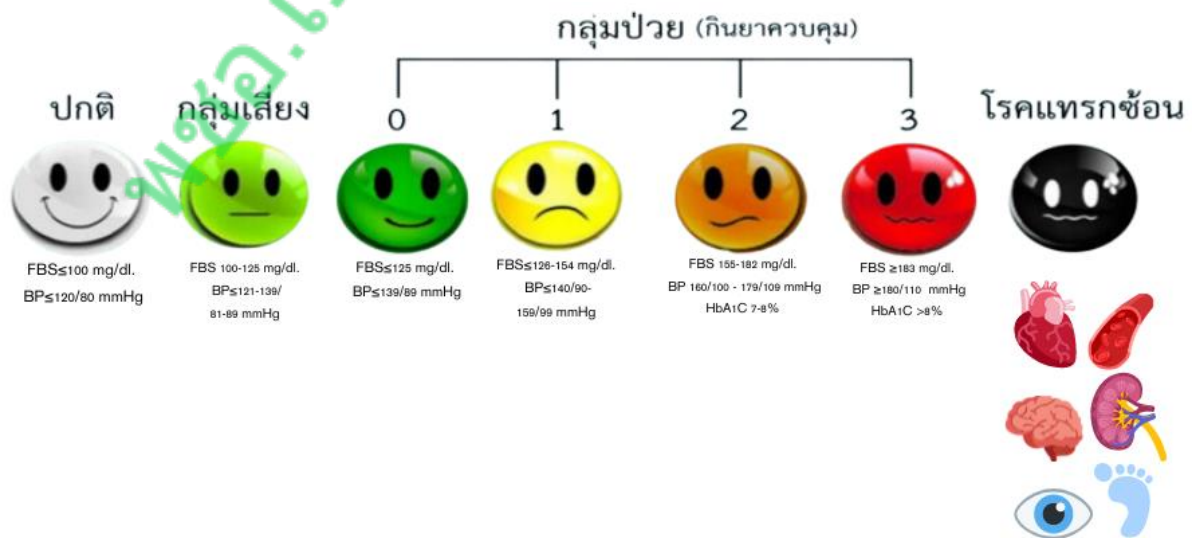 กลุ่มป่วย (กินยาควบคุม)
ปกติ
กลุ่มเสี่ยง
0
1
2
3
โรคแทรกซ้อน
FBS≤100 mg/dl.
BP≤120/80 mmHg
FBS 100-125 mg/dl.
BP≤121-139/
81-89 mmHg
FBS≤125 mg/dl.
BP≤139/89 mmHg
FBS≤126-154 mg/dl.
BP≤140/90-
159/99 mmHg
FBS 155-182 mg/dl.
BP 160/100 - 179/109 mmHg
HbA1C 7-8%
FBS ≥183 mg/dl.
BP ≥180/110 mmHg
HbA1C >8%